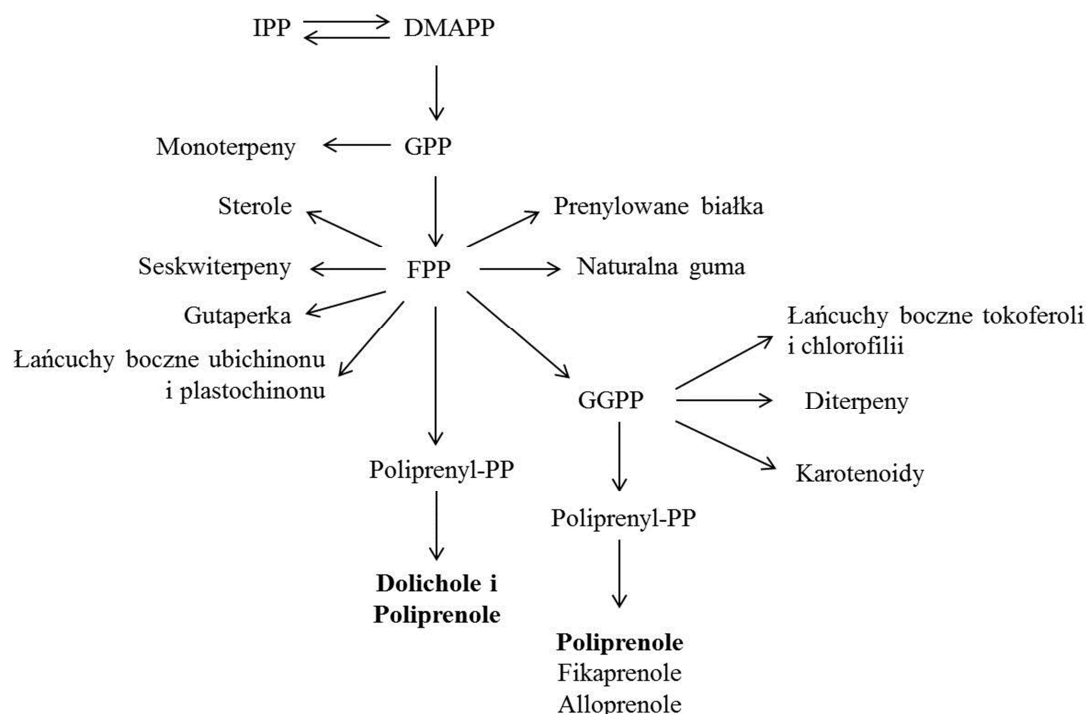 IPP
DMAPP
Monoterpeny
GPP
Sterole
Prenylowane białka
Seskwiterpeny
FPP
Naturalna guma
Gutaperka
Łańcuchy boczne ubichinonu
i plastochinonu
Łańcuchy boczne tokoferoli
i chlorofilii
GGPP
Diterpeny
Karotenoidy
Poliprenyl-PP
Poliprenyl-PP
Dolichole i
Poliprenole
Poliprenole
Fikaprenole
Alloprenole